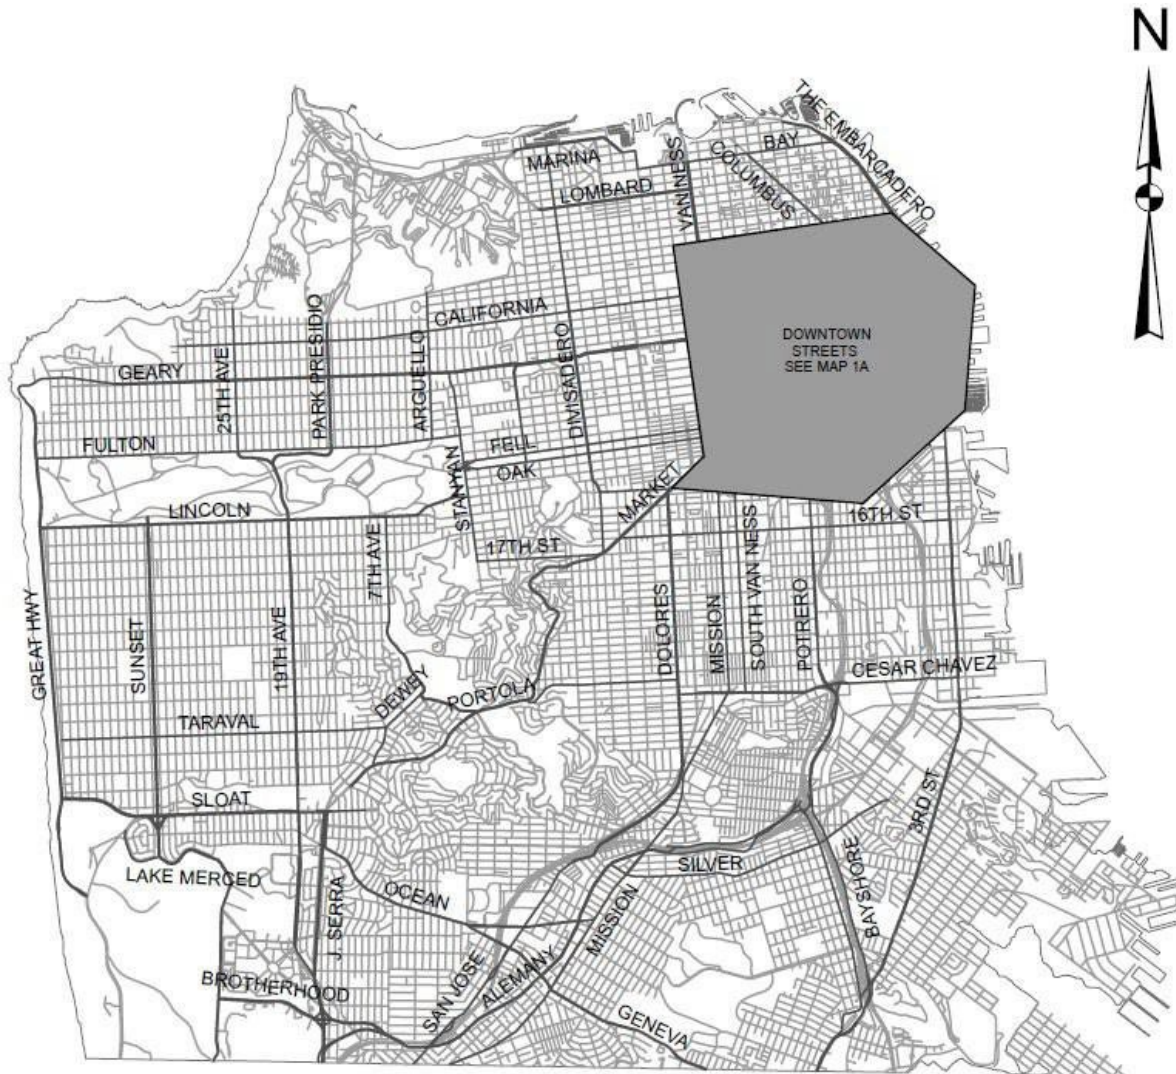 N
THE EMBARCADERO
BAY
COLUMBUS
VAN NESS
MARINA
LOMBARD
CALIFORNIA
DOWNTOWN
STREETS
SEE MAP 1A
GEARY
25TH AVE
PARK PRESIDIO
ARGUELLO
DIVISADERO
FULTON
FELL
OAK
STANYAN
MARKET
LINCOLN
16TH ST
17TH ST
7TH AVE
GREAT HWY
SUNSET
19TH AVE
DOLORES
MISSION
SOUTH VAN NESS
POTRERO
CESAR CHAVEZ
DEWEY
PORTOLA
TARAVAL
SLOAT
3RD ST
LAKE MERCED
J. SERRA
OCEAN
SILVER
BAYSHORE
MISSION
BROTHERHOOD
SAN JOSE
ALEMANY
GENEVA